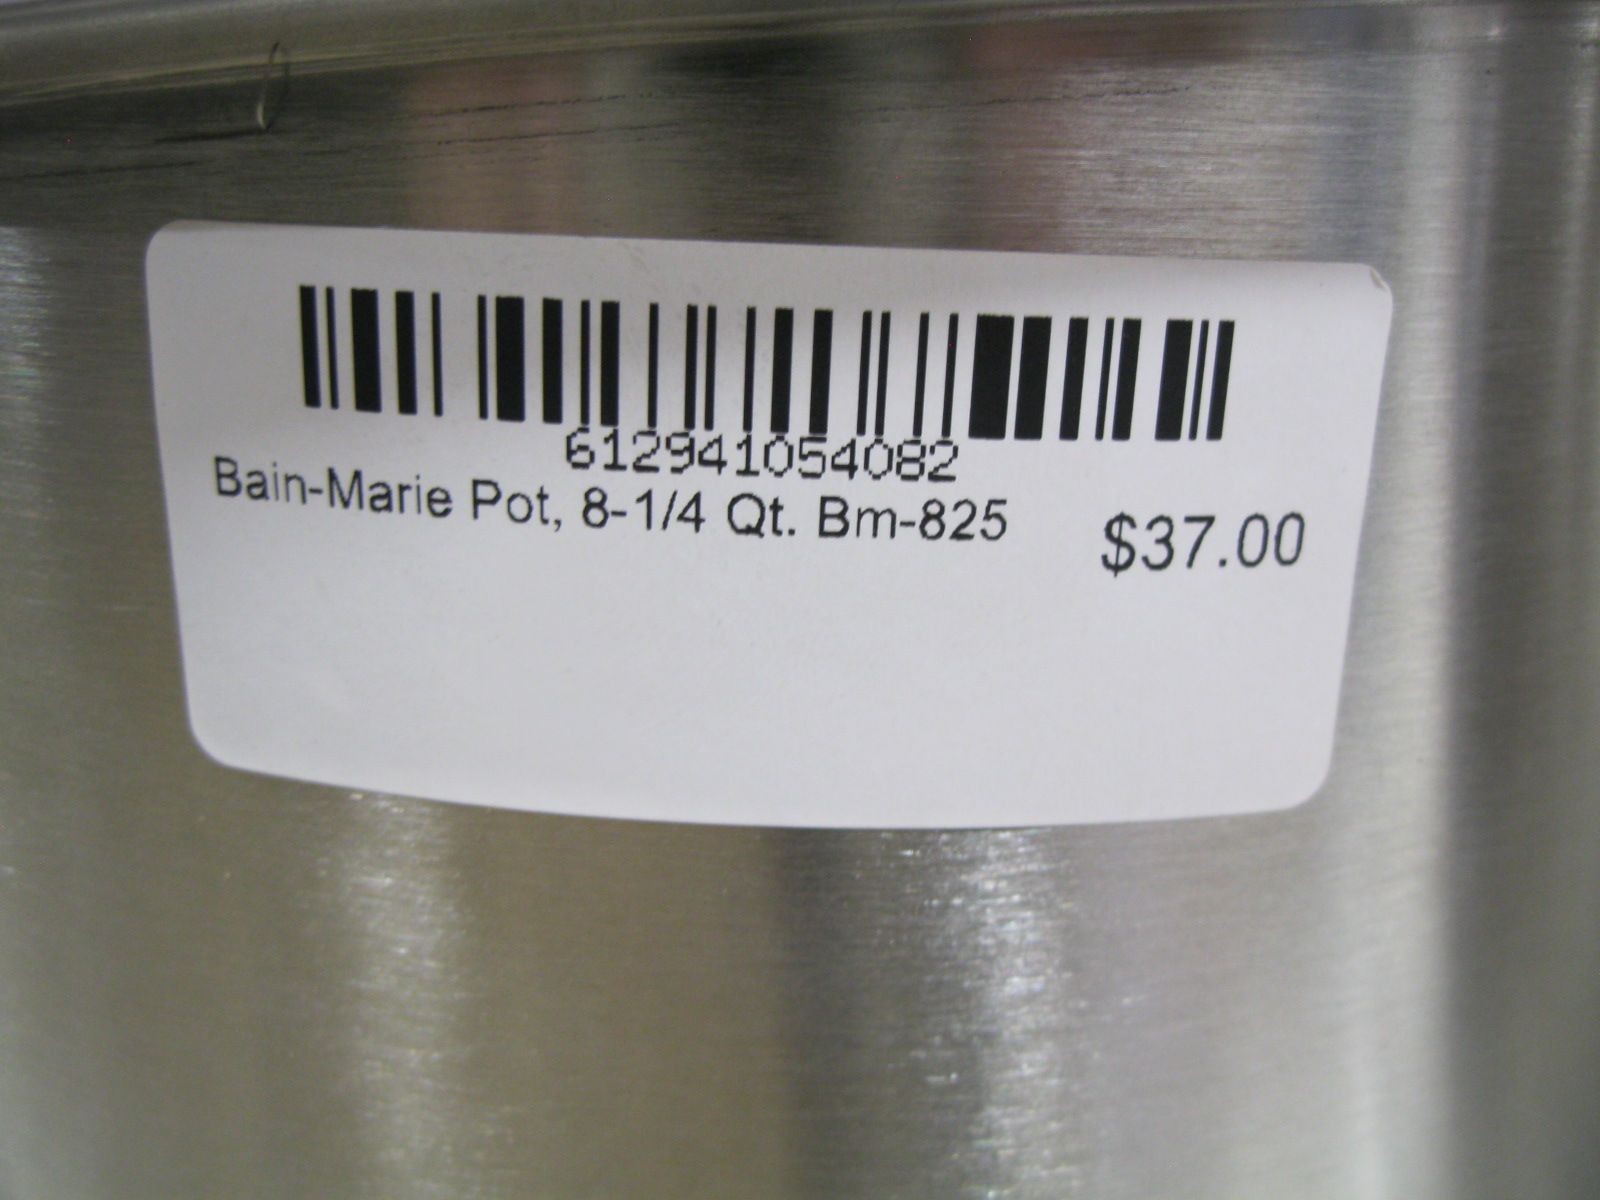 612941054082
Bain-Marie Pot, 8-1/4 Qt. Bm-825 $37.00